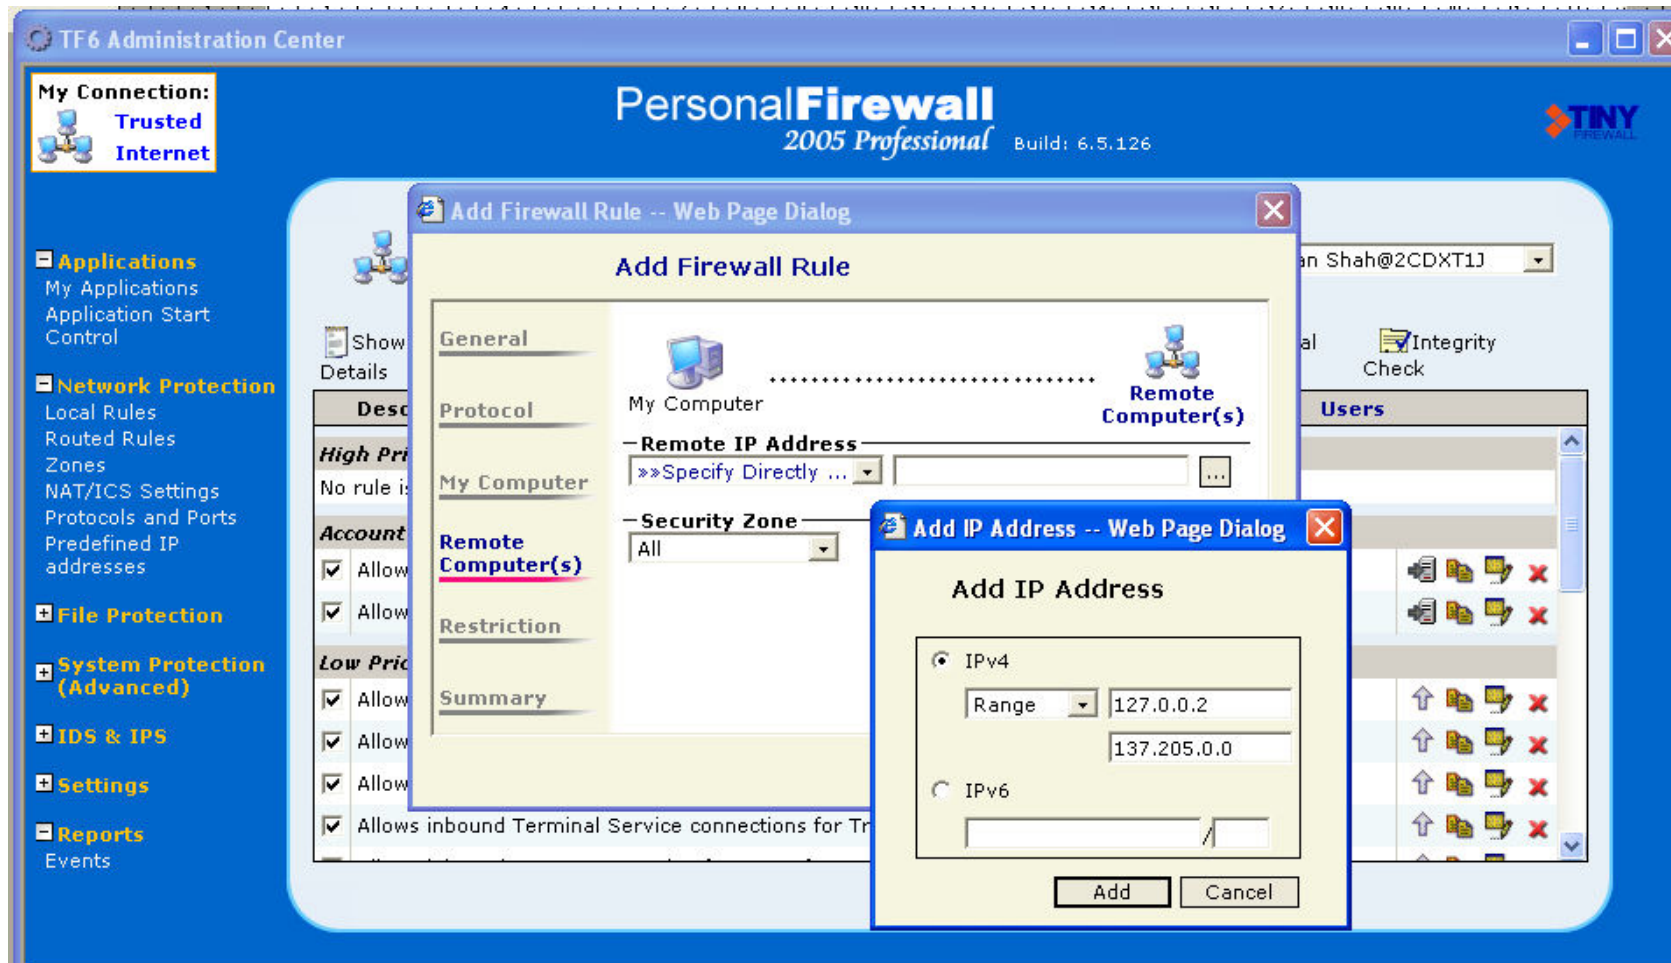 TF6 Administration Center
My Connection:
Trusted
Internet
PersonalFirewall
2005 Professional Build: 6.5.126
TINY
FIREWALL
Applications
My Applications
Application Start
Control
Network Protection
Local Rules
Routed Rules
Zones
NAT/ICS Settings
Protocols and Ports
Predefined IP
addresses
File Protection
System Protection
(Advanced)
IDS & IPS
Settings
Reports
Events
an Shah@2CDXT1J
Show
Details
al
Integrity
Check
Desc
Users
High Pri
No rule is
Account
Allow
Allow
Low Pric
Allow
Allow
Allow
Allows inbound Terminal Service connections for Tr
Add Firewall Rule -- Web Page Dialog
Add Firewall Rule
General
Protocol
My Computer
Remote
Computer(s)
Restriction
Summary
My Computer
Remote
Computer(s)
Remote IP Address
»»Specify Directly ...
...
Security Zone
All
Add IP Address -- Web Page Dialog
Add IP Address
IPv4
Range 127.0.0.2
137.205.0.0
IPv6
/
Add Cancel